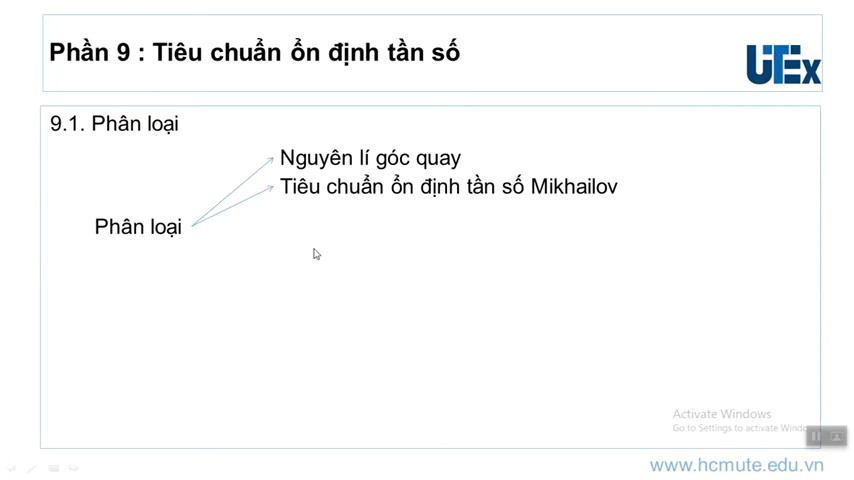 Phần 9 : Tiêu chuẩn ổn định tần số
UTEx
9.1. Phân loại
Nguyên lí góc quay
Tiêu chuẩn ổn định tần số Mikhailov
Phân loại
Activate Windows
Go to Settings to activate
www.hcmute.edu.vn